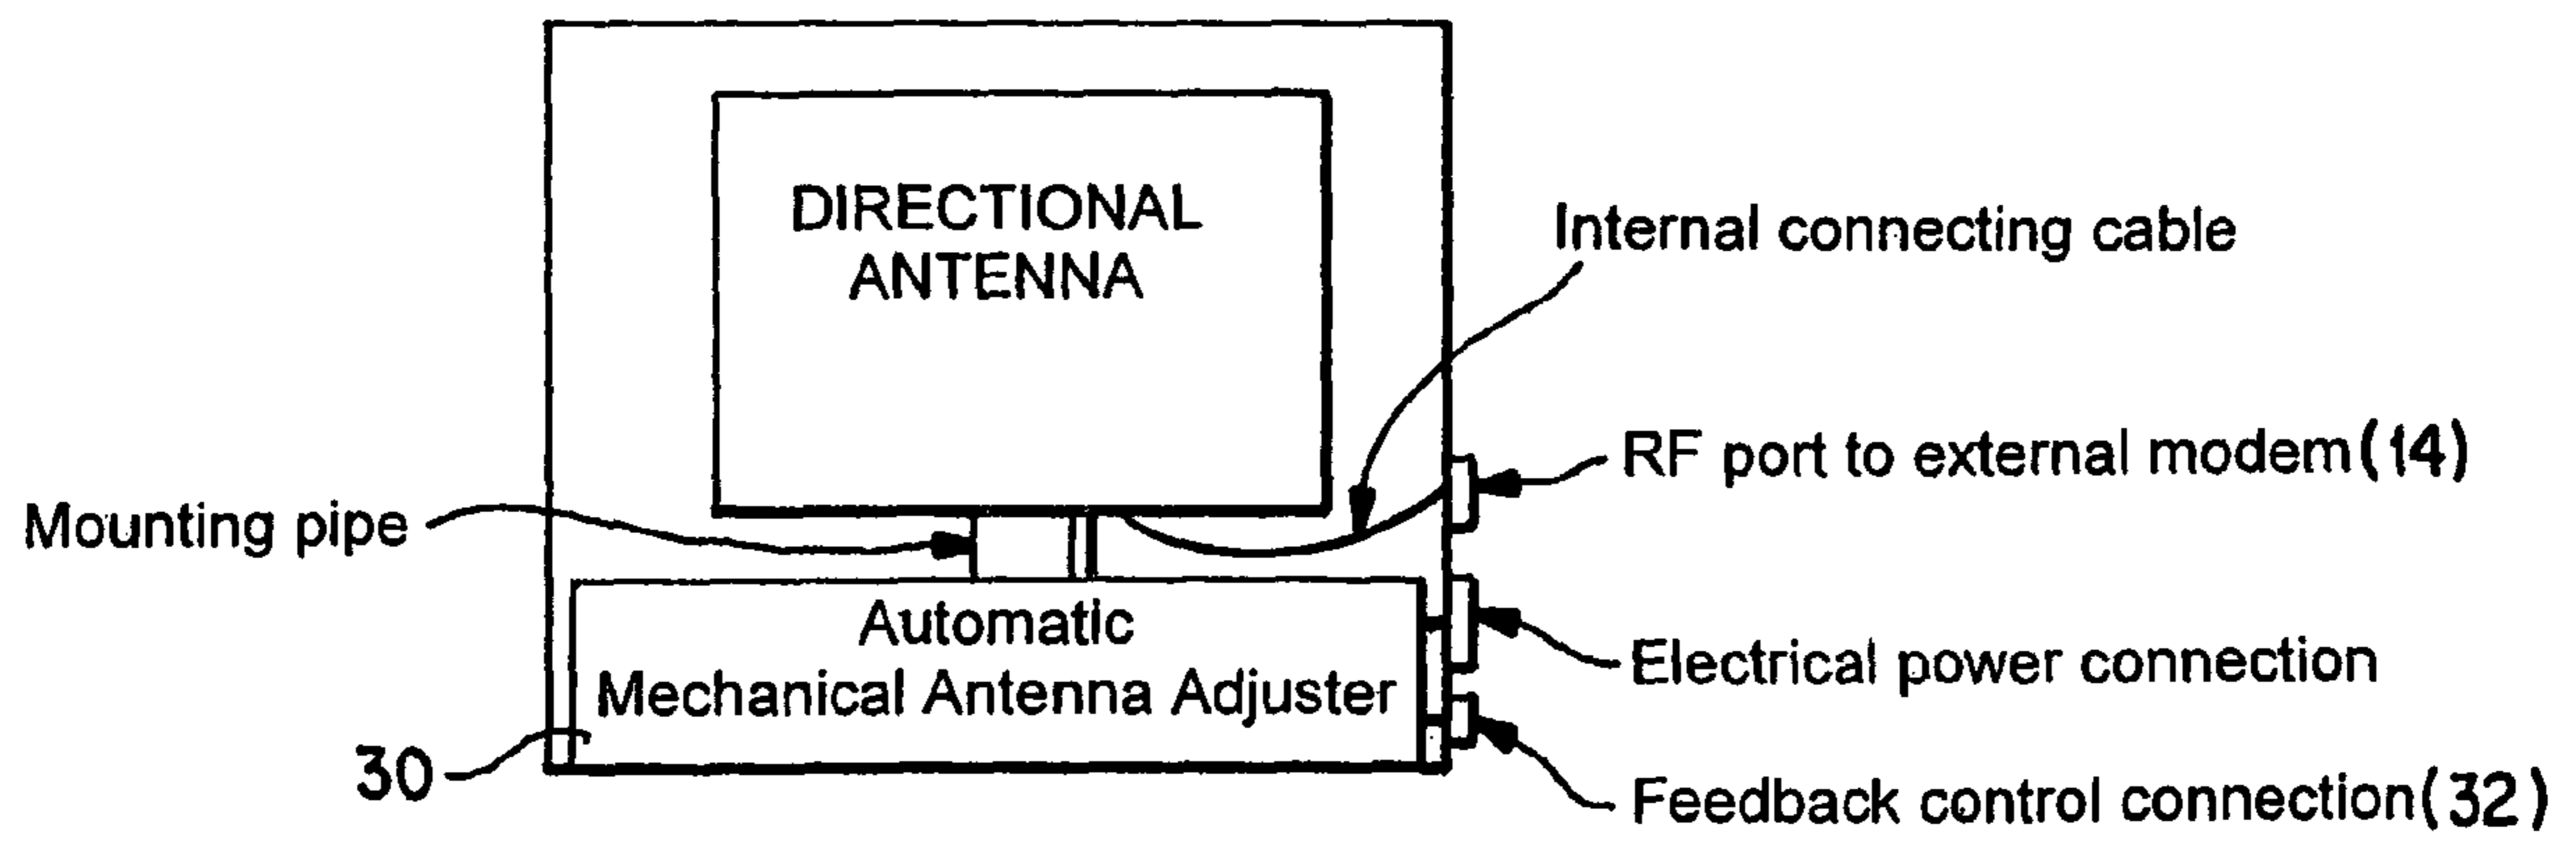 DIRECTIONAL
ANTENNA
Internal connecting cable
RF port to external modem(14)
Mounting pipe
Automatic
Mechanical Antenna Adjuster
Electrical power connection
30
Feedback control connection(32)